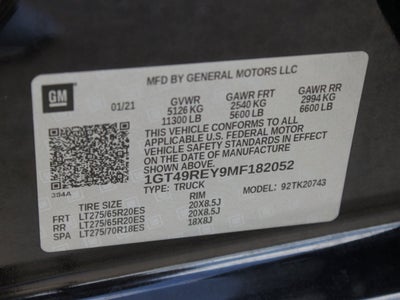 GM
MFD BY GENERAL MOTORS LLC
01/21 GVWR GAWR FRT GAWR RR
5126 KG 2540 KG 2994 KG
11300 LB 5600 LB 6600 LB
THIS VEHICLE CONFORMS TO ALL
APPLICABLE U.S. FEDERAL MOTOR
VEHICLE SAFETY STANDARDS IN EFFECT
ON THE DATE OF MANUFACTURE
SHOWN ABOVE.
1GT49REY9MF182052
TYPE: TRUCK MODEL: 92TK20743
TIRE SIZE RIM
FRT LT275/65R20ES 20X8.5J
RR LT275/65R20ES 20X8.5J
SPA LT275/70R18ES 18X8J